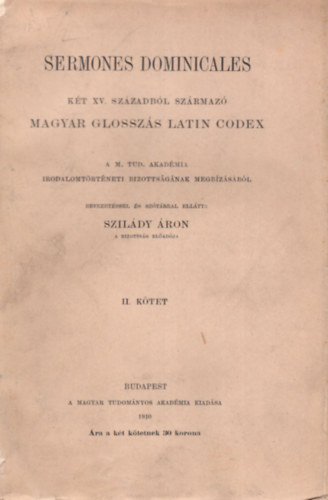 SERMONES DOMINICALES
KÉT XV. SZÁZADBÓL SZÁRMAZÓ
MAGYAR GLOSSZÁS LATIN CODEX
A M. TUD. AKADÉMIA
IRODALOMTÖRTÉNETI BIZOTTSÁGÁNAK MEGBÍZÁSÁBÓL
BEVEZETÉSSEL ÉS SZÓTÁRRAL ELLÁTTA
SZILÁDY ÁRON
A BIZOTTSÁG ELŐADÓJA
II. KÖTET
BUDAPEST
A MAGYAR TUDOMÁNYOS AKADÉMIA KIADÁSA
1910
Ára a két kötetnek 30 korona